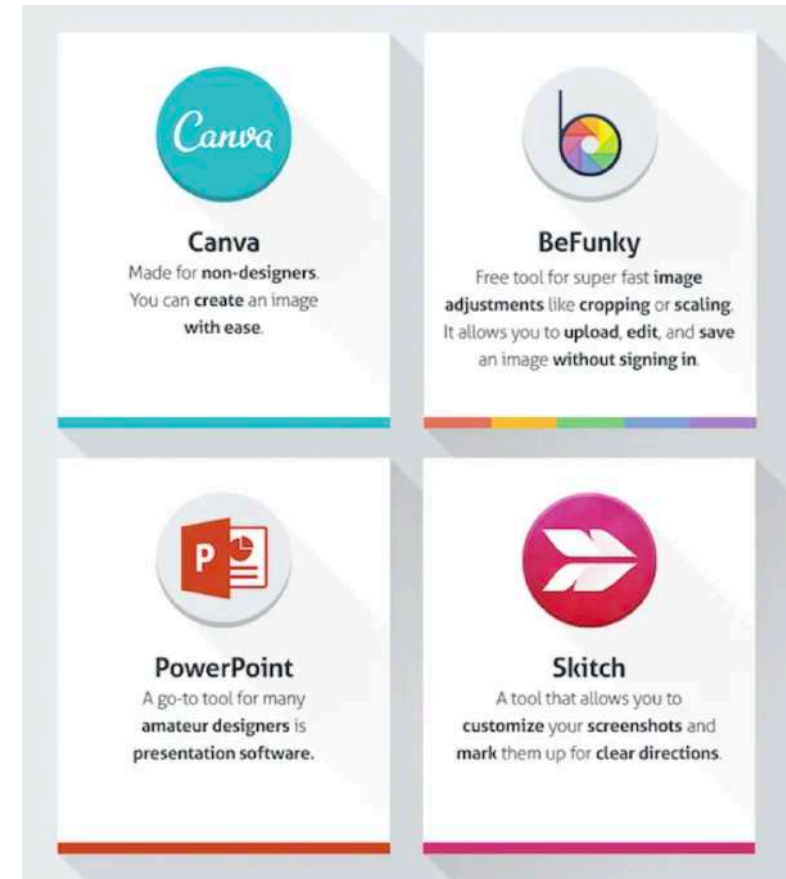 Canva
Canva
Made for non-designers.
You can create an image
with ease.
BeFunky
Free tool for super fast image
adjustments like cropping or scaling.
It allows you to upload, edit, and save
an image without signing in.
P
PowerPoint
A go-to tool for many
amateur designers is
presentation software.
Skitch
A tool that allows you to
customize your screenshots and
mark them up for clear directions.